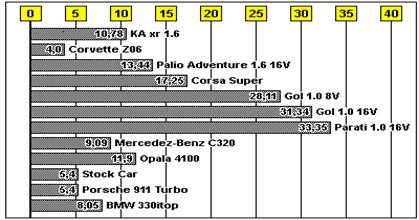 0 5 10 15 20 25 30 35 40
10,78 KA xr 1.6
4,0 Corvette Z06
13,44 Palio Adventure 1.6 16V
17,25 Corsa Super
28,11 Gol 1.0 8V
31,34 Gol 1.0 16V
33,35 Parati 1.0 16V
9,09 Mercedez-Benz C320
11,9 Opala 4100
5,4 Stock Car
5,4 Porsche 911 Turbo
8,05 BMW 330itop